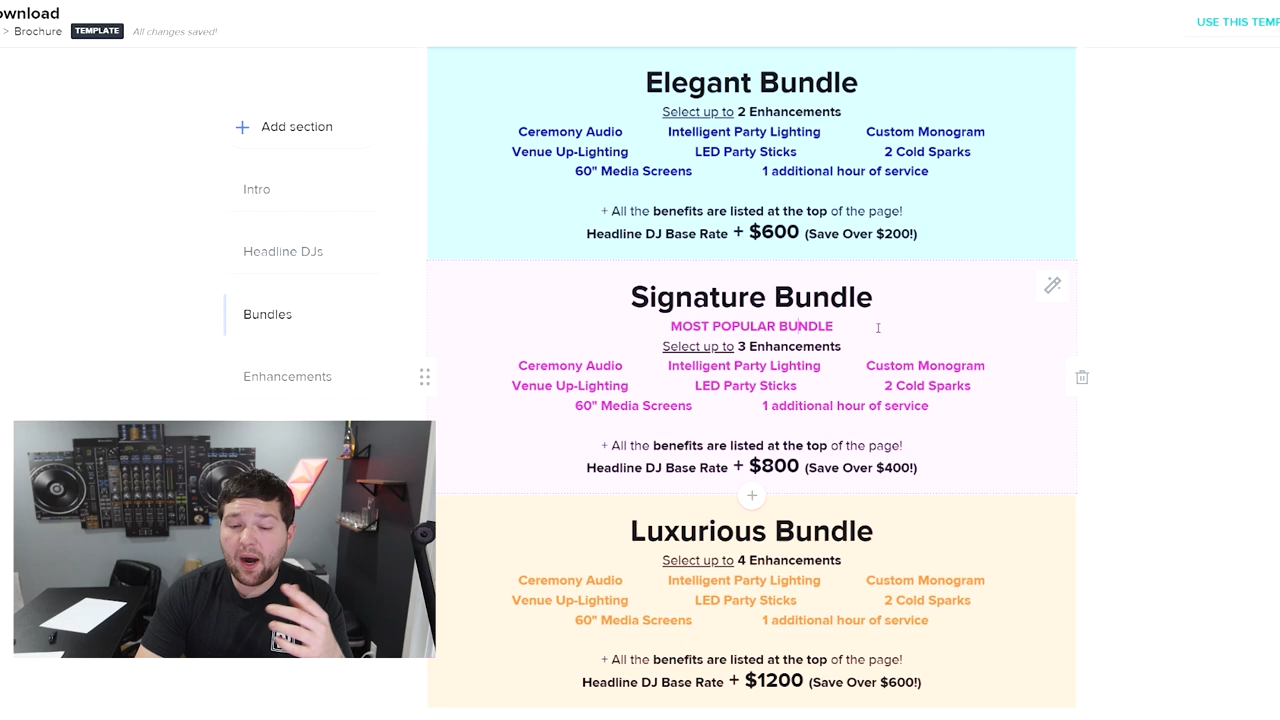 ownload
> Brochure TEMPLATE All changes saved!
USE THIS TEMP
+ Add section
Intro
Headline DJs
Bundles
Enhancements
Elegant Bundle
Select up to 2 Enhancements
Ceremony Audio Intelligent Party Lighting Custom Monogram
Venue Up-Lighting LED Party Sticks 2 Cold Sparks
60" Media Screens 1 additional hour of service
+ All the benefits are listed at the top of the page!
Headline DJ Base Rate + $600 (Save Over $200!)
Signature Bundle
MOST POPULAR BUNDLE
Select up to 3 Enhancements
Ceremony Audio Intelligent Party Lighting Custom Monogram
Venue Up-Lighting LED Party Sticks 2 Cold Sparks
60" Media Screens 1 additional hour of service
+ All the benefits are listed at the top of the page!
Headline DJ Base Rate + $800 (Save Over $400!)
Luxurious Bundle
Select up to 4 Enhancements
Ceremony Audio Intelligent Party Lighting Custom Monogram
Venue Up-Lighting LED Party Sticks 2 Cold Sparks
60" Media Screens 1 additional hour of service
+ All the benefits are listed at the top of the page!
Headline DJ Base Rate + $1200 (Save Over $600!)